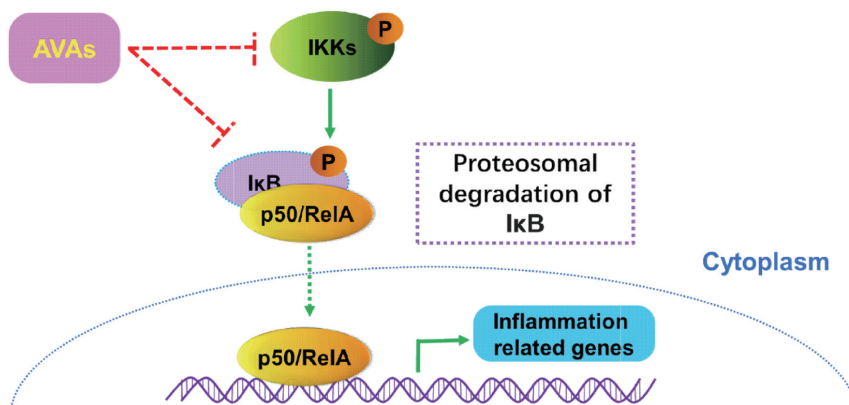 AVAs
IKKs
P
P
IκB
p50/RelA
Proteosomal
degradation of
IκB
Cytoplasm
p50/RelA
Inflammation
related genes